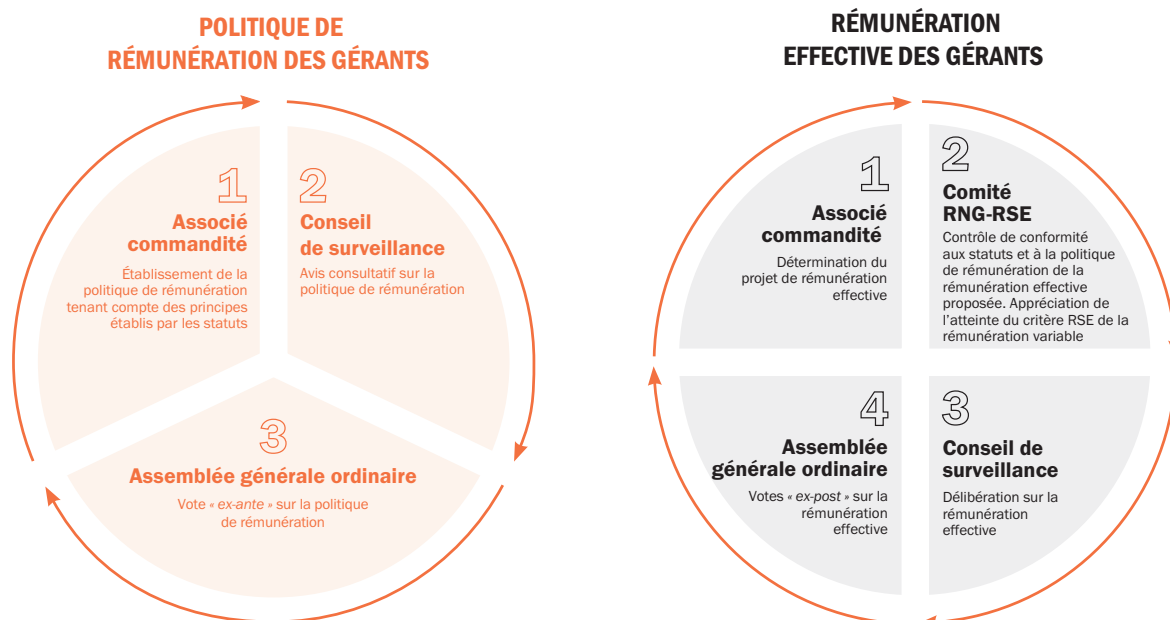 POLITIQUE DE
RÉMUNÉRATION DES GÉRANTS
1
Associé
commandité
Établissement de la
politique de rémunération
tenant compte des principes
établis par les statuts
2
Conseil
de surveillance
Avis consultatif sur la
politique de rémunération
3
Assemblée générale ordinaire
Vote « ex-ante » sur la politique
de rémunération
RÉMUNÉRATION
EFFECTIVE DES GÉRANTS
1
Associé
commandité
Détermination du
projet de rémunération
effective
2
Comité
RNG-RSE
Contrôle de conformité
aux statuts et à la politique
de rémunération de la
rémunération effective
proposée. Appréciation de
l'atteinte du critère RSE de la
rémunération variable
3
Conseil de
surveillance
Délibération sur la
rémunération
effective
4
Assemblée
générale ordinaire
Votes « ex-post » sur la
rémunération
effective